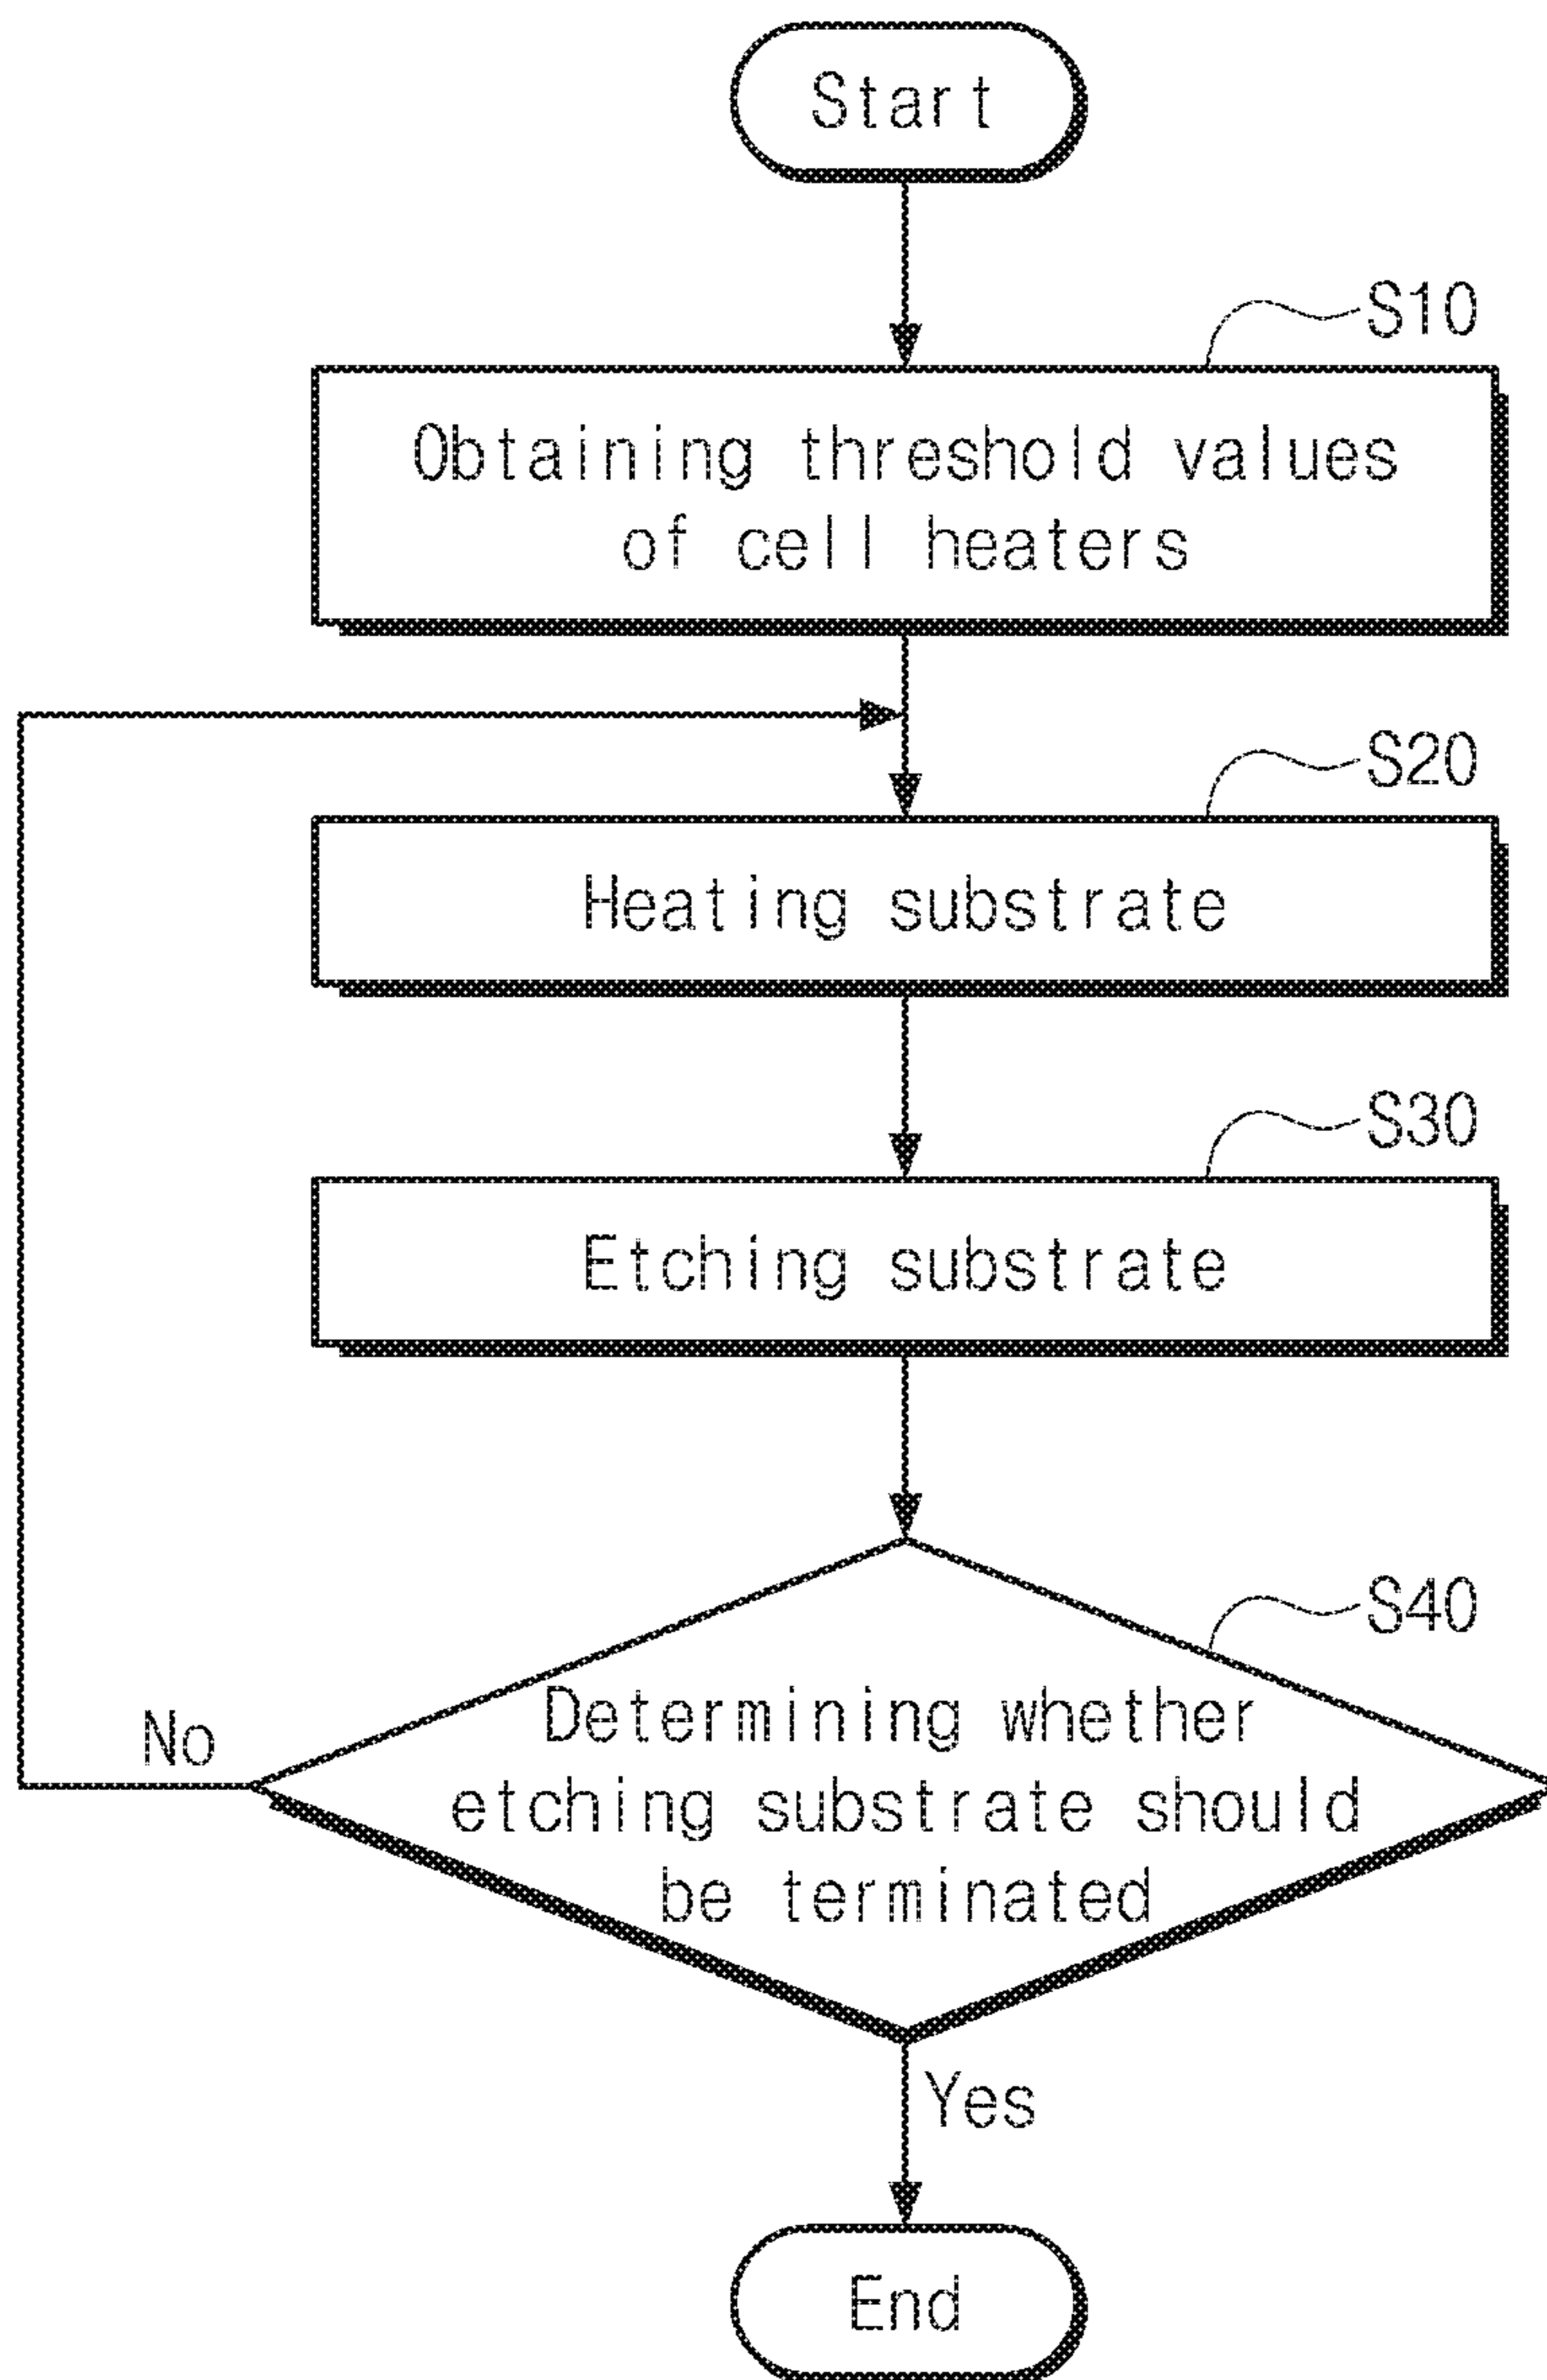 Start
S10
Obtaining threshold values
of cell heaters
S20
Heating substrate
S30
Etching substrate
S40
Determining whether
etching substrate should
be terminated
No
Yes
End